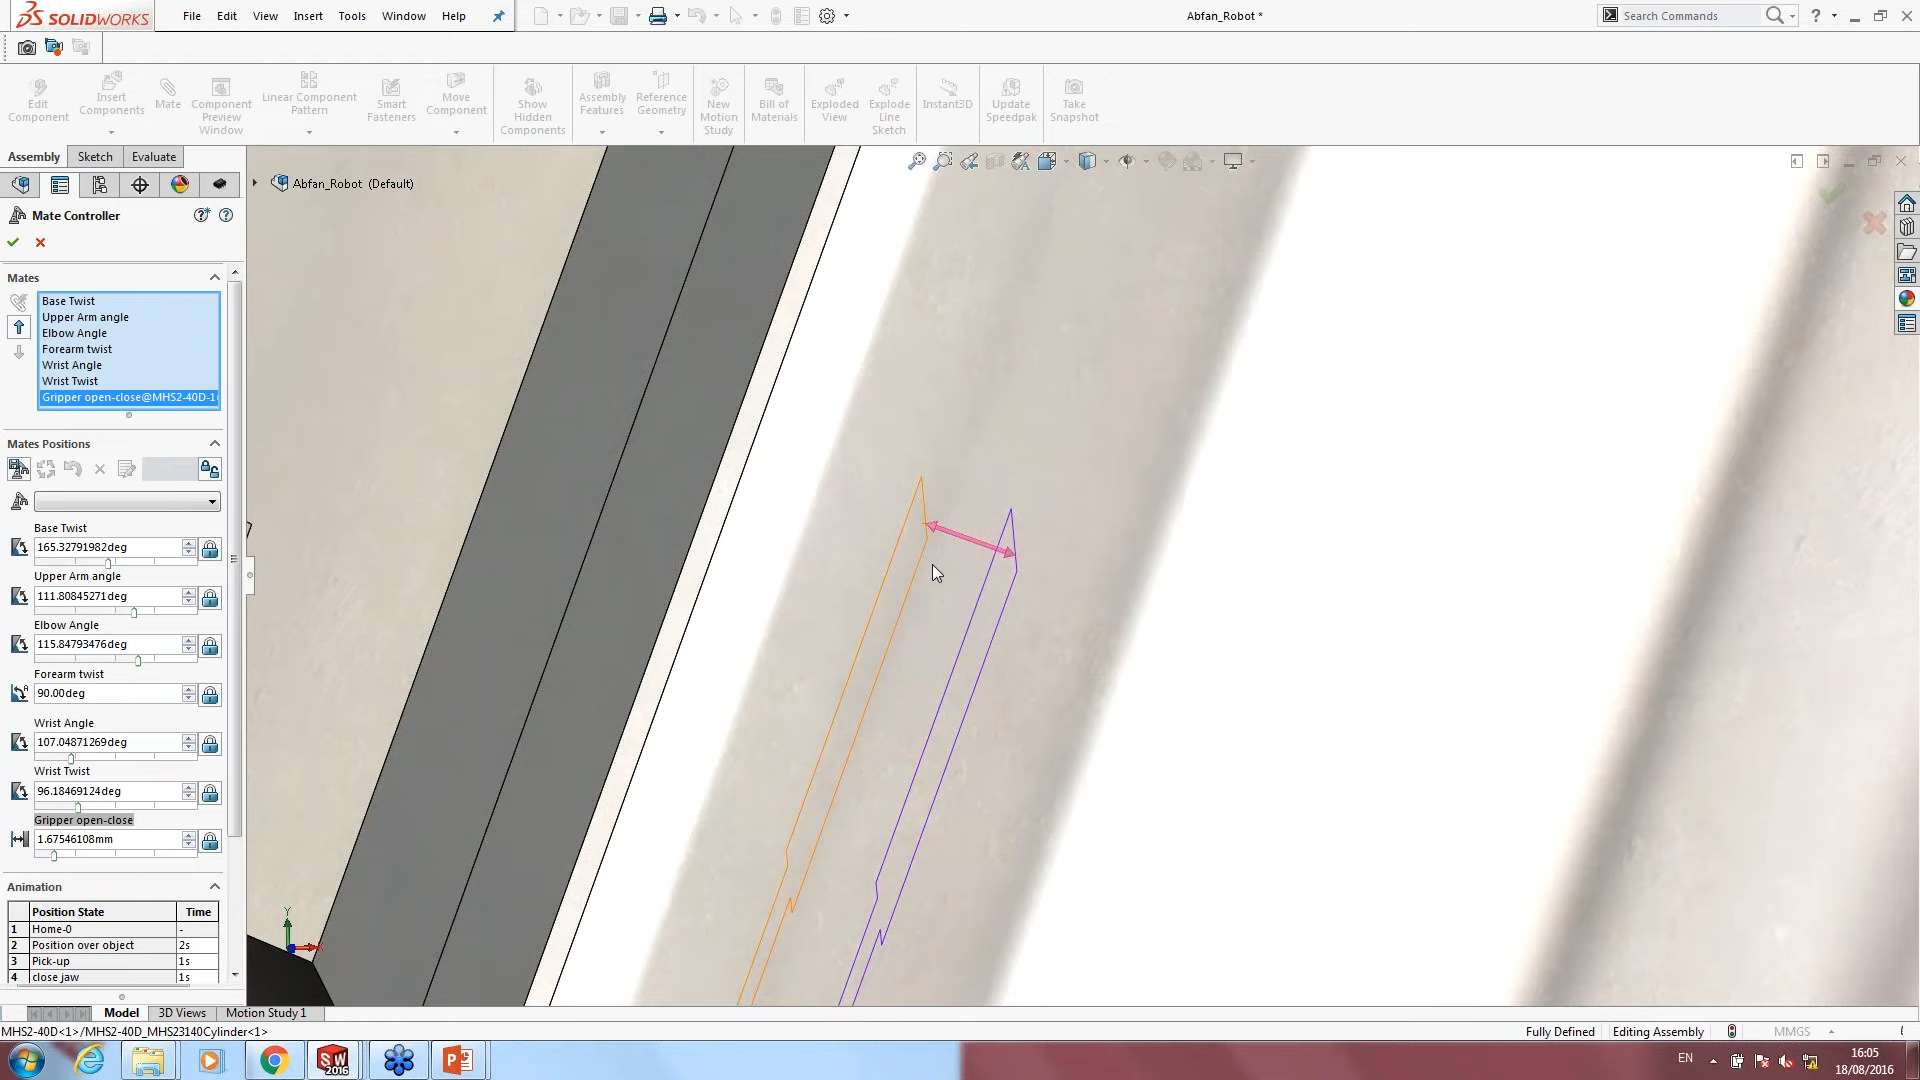 SOLIDWORKS File Edit View Insert Tools Window Help Abfan_Robot * Search Commands
Edit Component
Insert Components
Mate
Component Preview Window
Linear Component Pattern
Smart Fasteners
Move Component
Show Hidden Components
Assembly Features
Reference Geometry
New Motion Study
Bill of Materials
Exploded View
Explode Line Sketch
Instant3D
Update Speedpak
Take Snapshot
Assembly Sketch Evaluate
Abfan_Robot (Default)
Mate Controller
Mates
Base Twist
Upper Arm angle
Elbow Angle
Forearm twist
Wrist Angle
Wrist Twist
Gripper open-close@MHS2-40D-1
Mates Positions
Base Twist
165.32791982deg
Upper Arm angle
111.80845271deg
Elbow Angle
115.84793476deg
Forearm twist
90.00deg
Wrist Angle
107.04871269deg
Wrist Twist
96.18469124deg
Gripper open-close
1.67546108mm
Animation
Position State Time
1 Home-0 -
2 Position over object 2s
3 Pick-up 1s
4 close jaw 1s
Y
Model 3D Views Motion Study 1
MHS2-40D<1>/MHS2-40D_MHS23140Cylinder<1> Fully Defined Editing Assembly MMGS
SW 2016
EN
16:05
18/08/2016